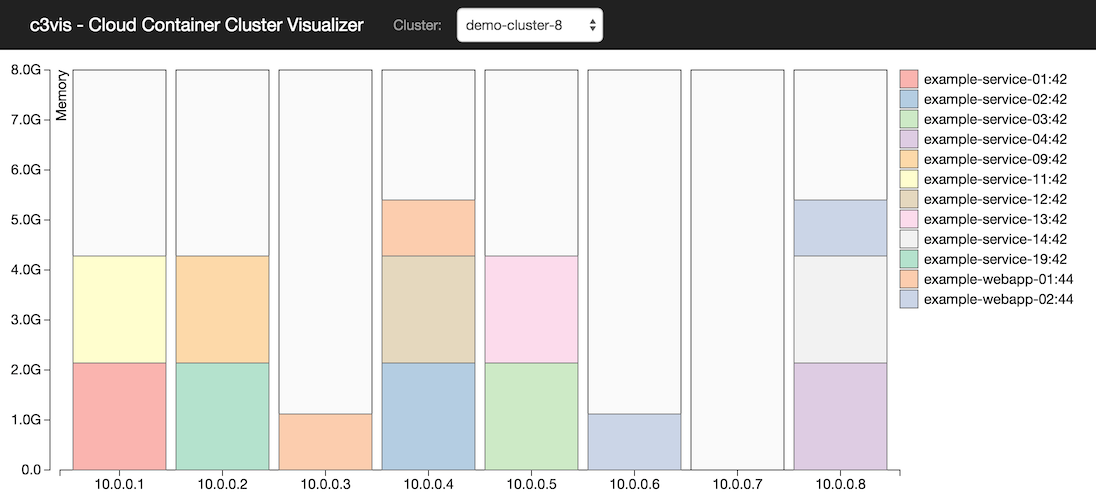 c3vis - Cloud Container Cluster Visualizer
Cluster:
demo-cluster-8
Memory
8.0G
7.0G
6.0G
5.0G
4.0G
3.0G
2.0G
1.0G
0.0
10.0.0.1
10.0.0.2
10.0.0.3
10.0.0.4
10.0.0.5
10.0.0.6
10.0.0.7
10.0.0.8
example-service-01:42
example-service-02:42
example-service-03:42
example-service-04:42
example-service-09:42
example-service-11:42
example-service-12:42
example-service-13:42
example-service-14:42
example-service-19:42
example-webapp-01:44
example-webapp-02:44